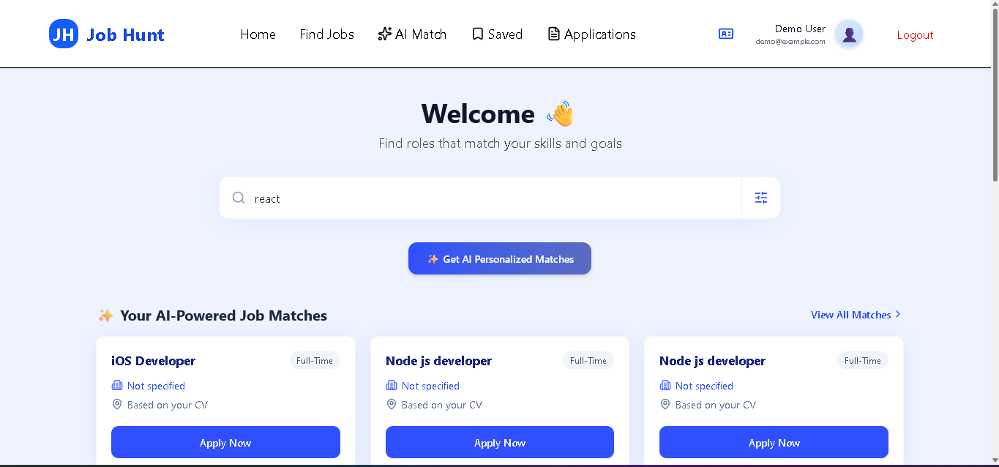 JH Job Hunt Home Find Jobs AI Match Saved Applications Demo User Logout
demo@example.com
Welcome 👋
Find roles that match your skills and goals
react
✨ Get AI Personalized Matches
✨ Your AI-Powered Job Matches View All Matches
iOS Developer Full-Time
Not specified
Based on your CV
Apply Now
Node js developer Full-Time
Not specified
Based on your CV
Apply Now
Node js developer Full-Time
Not specified
Based on your CV
Apply Now